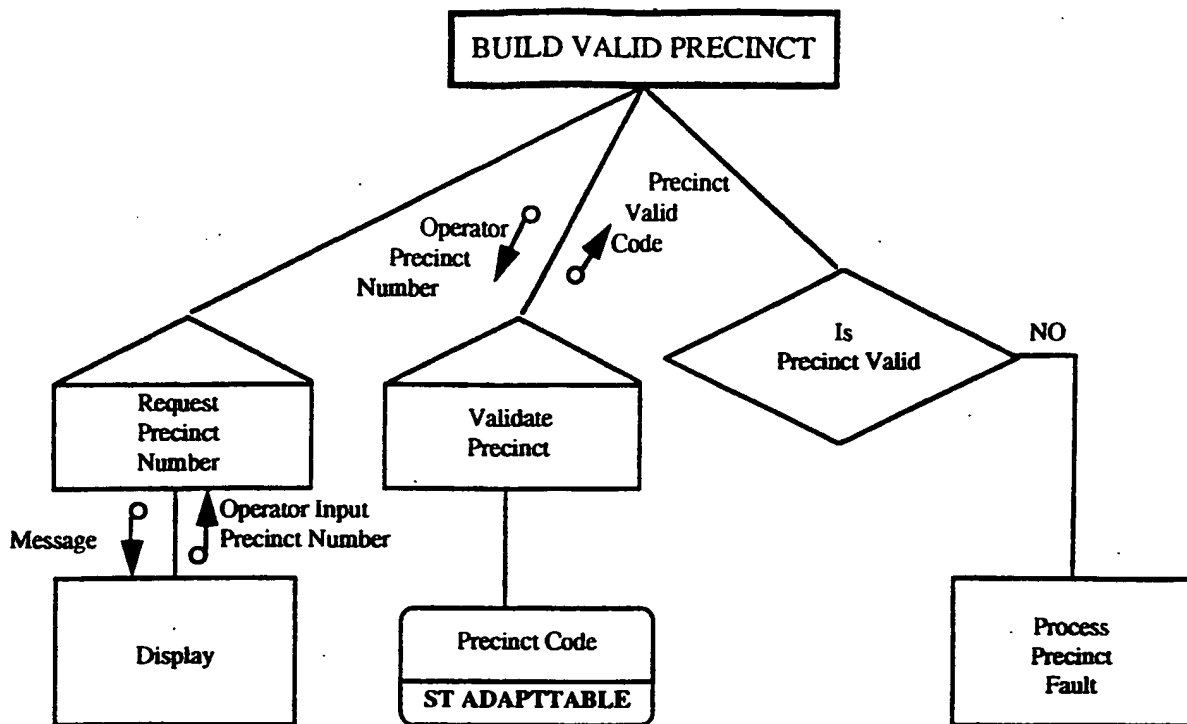 BUILD VALID PRECINCT
Operator
Precinct
Number
Precinct
Valid
Code
Request
Precinct
Number
Validate
Precinct
Is
Precinct Valid
NO
Message
Operator Input
Precinct Number
Display
Precinct Code
ST ADAPTTABLE
Process
Precinct
Fault